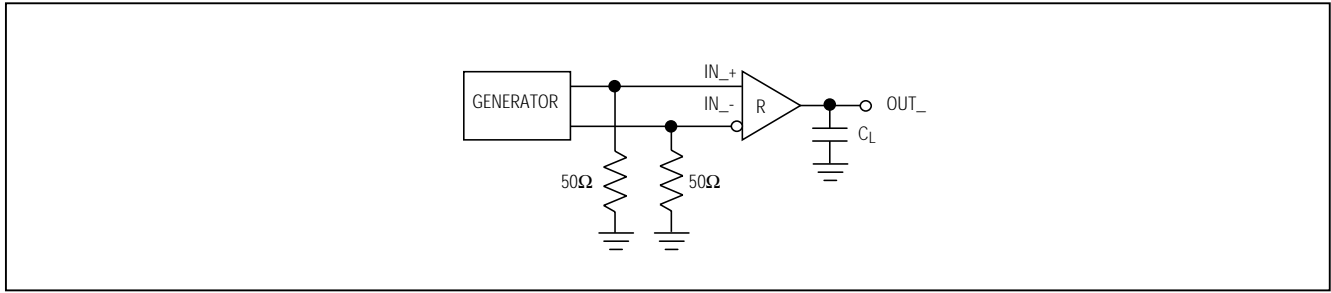 IN_+
GENERATOR
IN_-
R
OUT_
CL
50Ω
50Ω